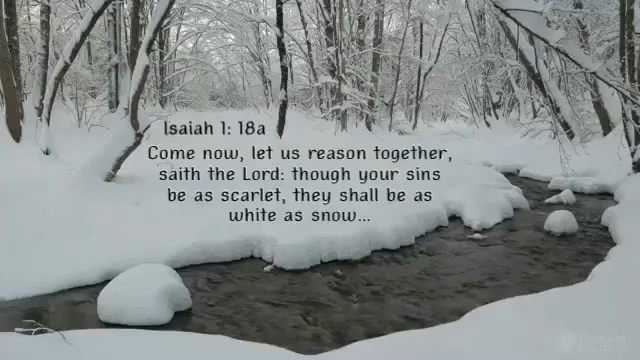 Isaiah 1: 18a
Come now, let us reason together,
saith the Lord: though your sins
be as scarlet, they shall be as
white as snow...